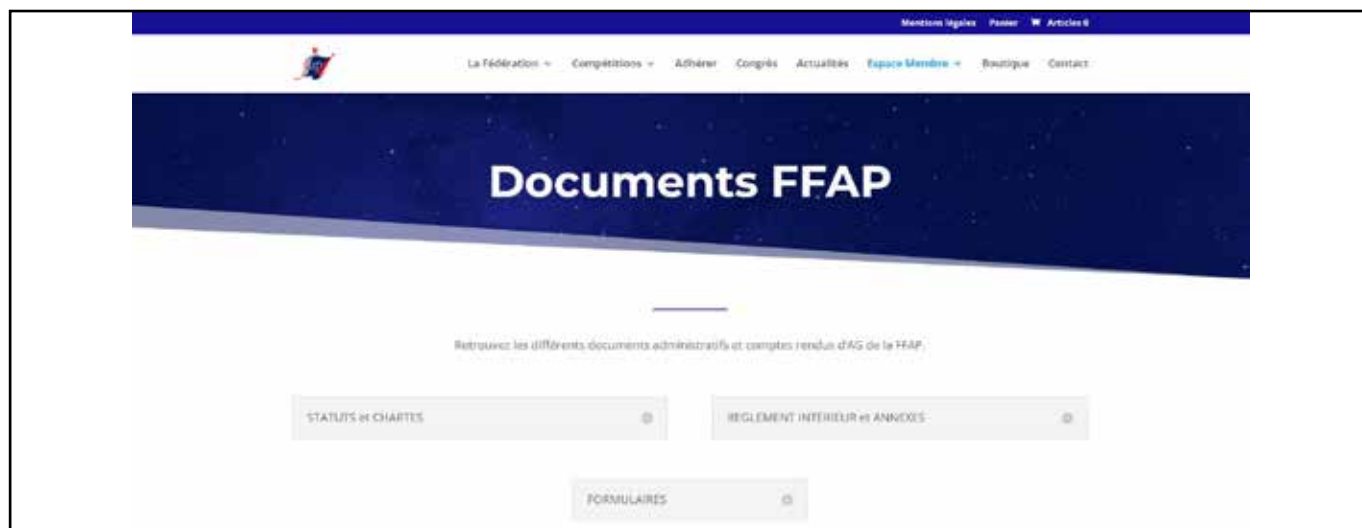 Mentions légales Panier Articles 0
La Fédération Compétitions Adhérer Congrès Actualités Espace Membre Boutique Contact
Documents FFAP
Retrouvez les différents documents administratifs et comptes rendus d'AG de la FFAP.
STATUTS et CHARTES
REGLEMENT INTERIEUR et ANNEXES
FORMULAIRES